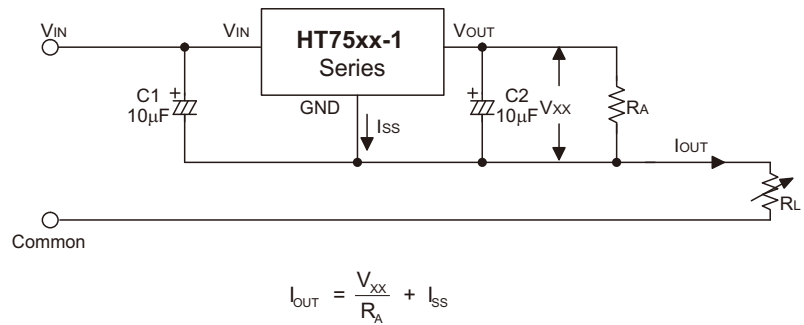 VIN
VIN
HT75xx-1
Series
VOUT
GND
ISS
C1
10μF
+
C2
10μF
+
VXX
RA
IOUT
RL
Common
IOUT = VXX / RA + ISS